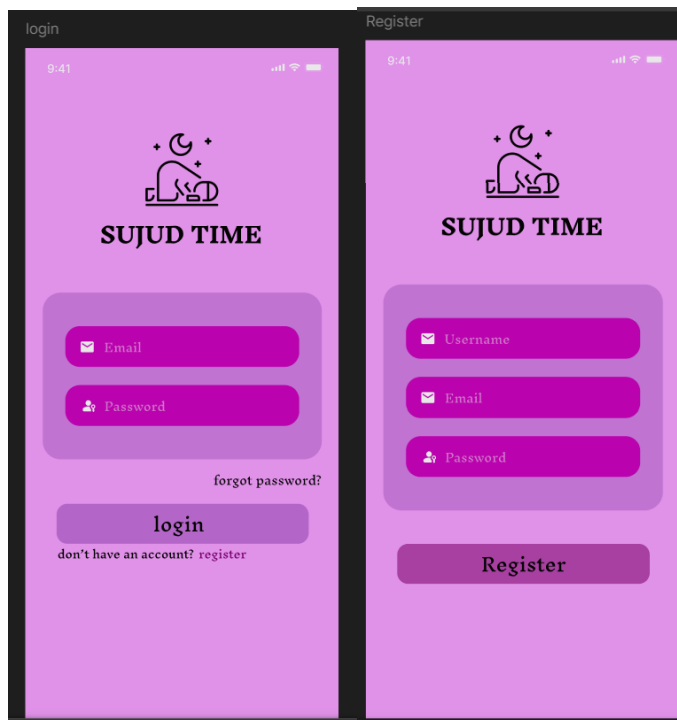 login
9:41
SUJUD TIME
Email
Password
forgot password?
login
don't have an account? register
Register
9:41
SUJUD TIME
Username
Email
Password
Register